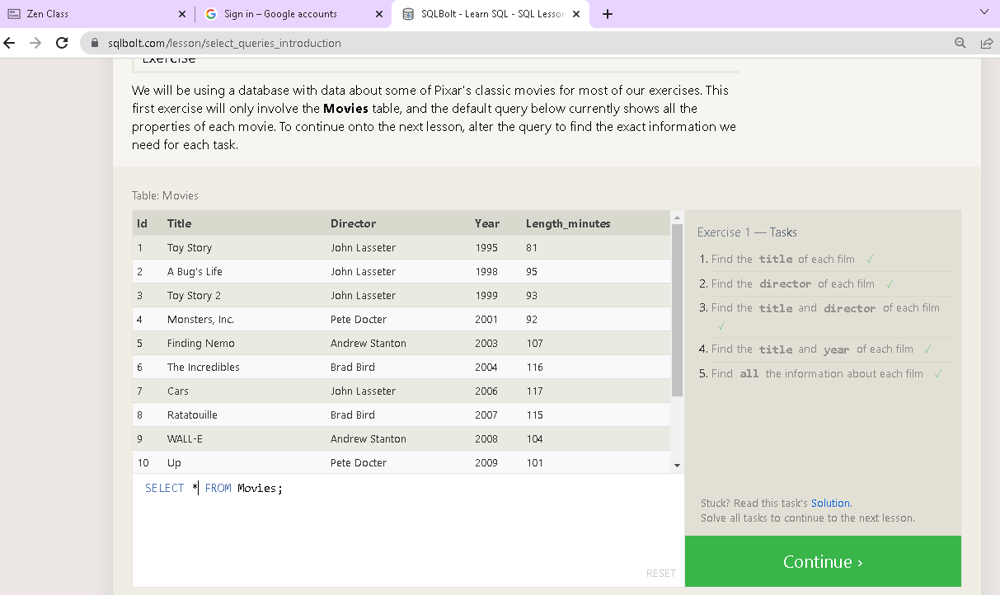 Zen Class
Sign in – Google accounts
SQLBolt - Learn SQL - SQL Lesson
sqlbolt.com/lesson/select_queries_introduction
Exercise
We will be using a database with data about some of Pixar's classic movies for most of our exercises. This
first exercise will only involve the Movies table, and the default query below currently shows all the
properties of each movie. To continue onto the next lesson, alter the query to find the exact information we
need for each task.
Table: Movies
Id Title Director Year Length_minutes
1 Toy Story John Lasseter 1995 81
2 A Bug's Life John Lasseter 1998 95
3 Toy Story 2 John Lasseter 1999 93
4 Monsters, Inc. Pete Docter 2001 92
5 Finding Nemo Andrew Stanton 2003 107
6 The Incredibles Brad Bird 2004 116
7 Cars John Lasseter 2006 117
8 Ratatouille Brad Bird 2007 115
9 WALL-E Andrew Stanton 2008 104
10 Up Pete Docter 2009 101
SELECT * FROM Movies;
RESET
Exercise 1 — Tasks
1. Find the title of each film ✓
2. Find the director of each film ✓
3. Find the title and director of each film
✓
4. Find the title and year of each film ✓
5. Find all the information about each film ✓
Stuck? Read this task's Solution.
Solve all tasks to continue to the next lesson.
Continue ›